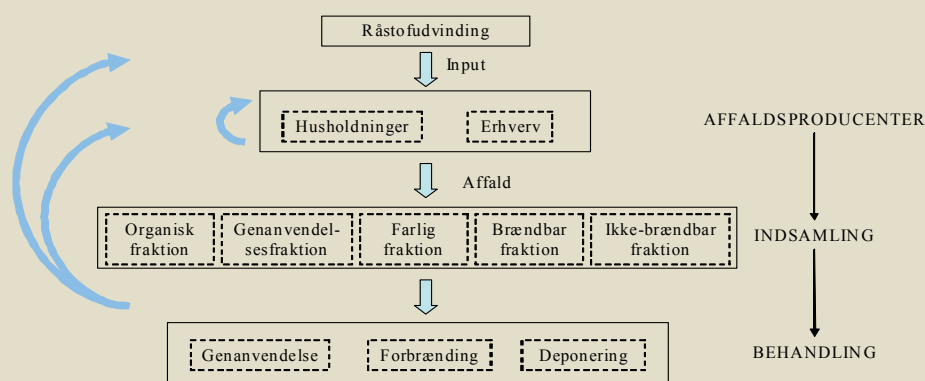 Råstofudvinding
Input
Husholdninger
Erhverv
AFFALDSPRODUCENTER
Affald
Organisk
fraktion
Genanvendel-
sesfraktion
Farlig
fraktion
Brændbar
fraktion
Ikke-brændbar
fraktion
INDSAMLING
Genanvendelse
Forbrænding
Deponering
BEHANDLING